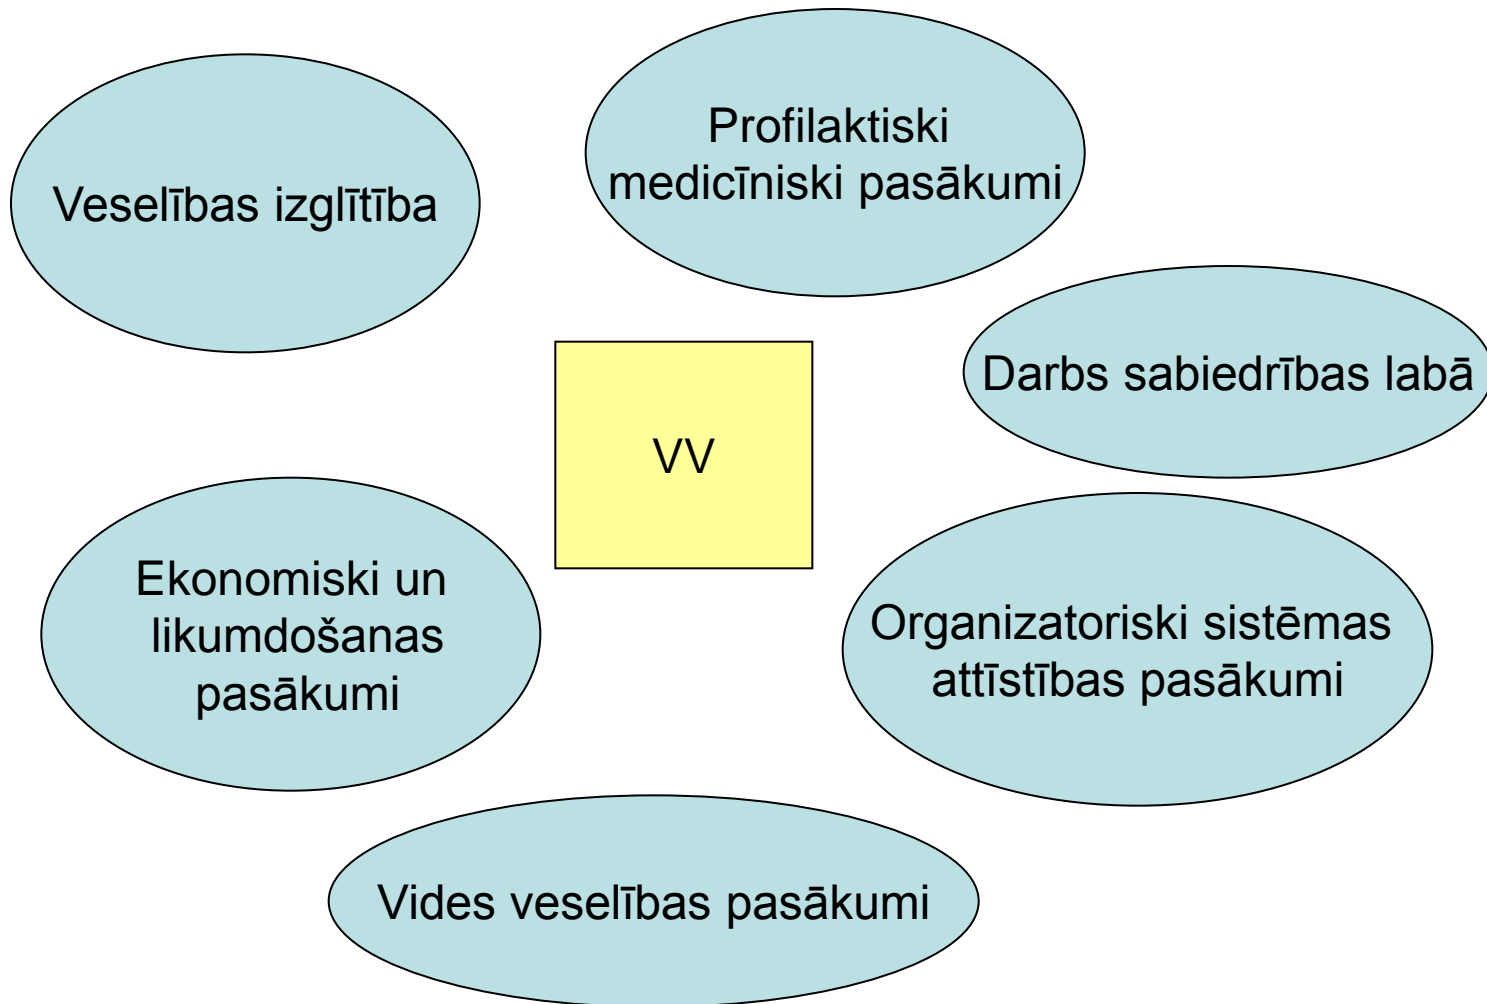 Profilaktiski
medicīniski pasākumi
Veselības izglītība
Darbs sabiedrības labā
VV
Ekonomiski un
likumdošanas
pasākumi
Organizatoriski sistēmas
attīstības pasākumi
Vides veselības pasākumi